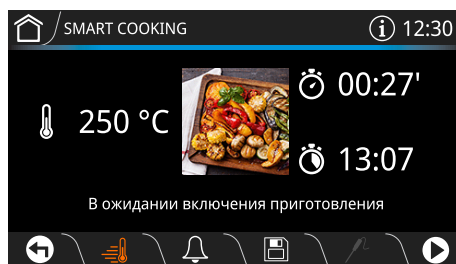 SMART COOKING
12:30
250 °C
00:27'
13:07
В ожидании включения приготовления